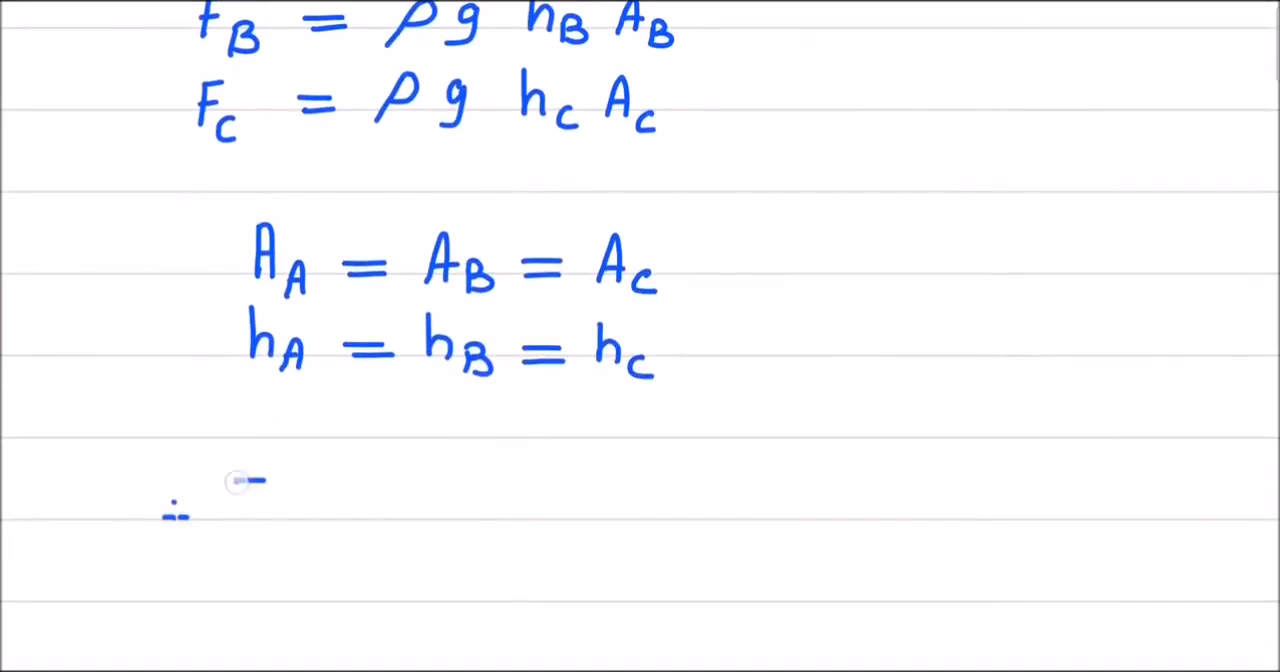 F_B = ρ g h_B A_B
F_C = ρ g h_C A_C
A_A = A_B = A_C
h_A = h_B = h_C
∴